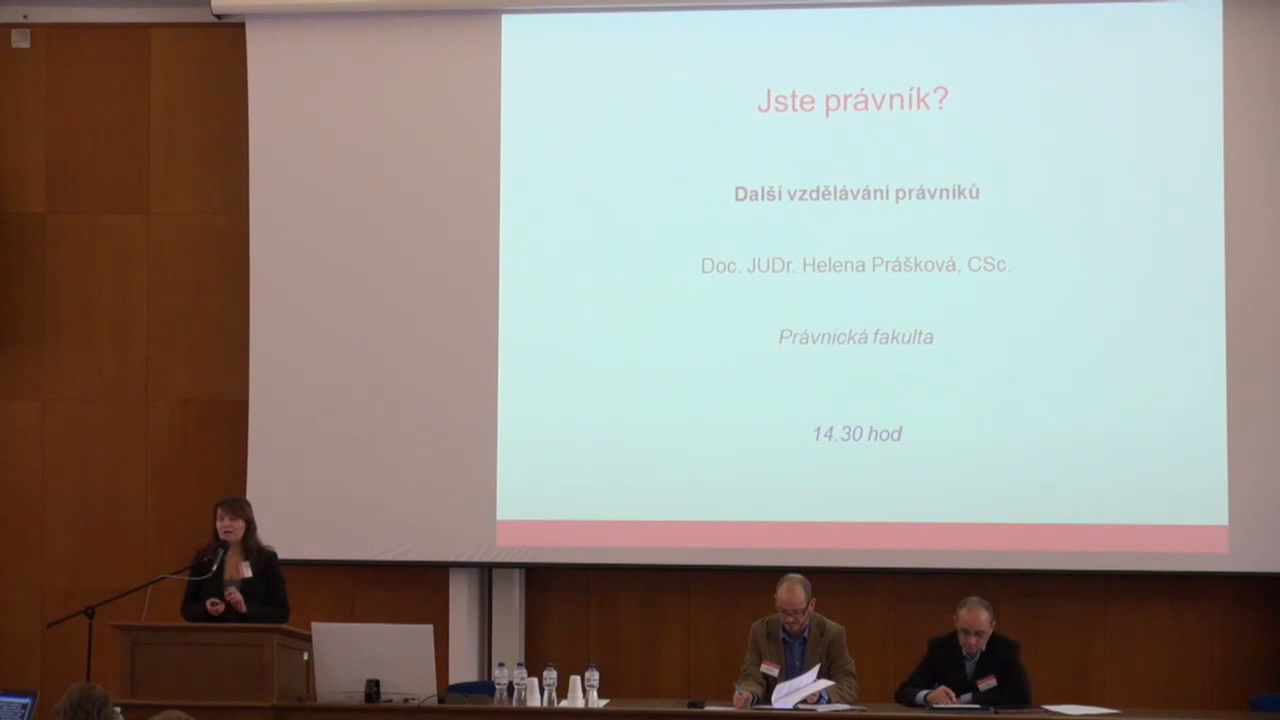 Jste právník?
Další vzdělávání právníků
Doc. JUDr. Helena Prášková, CSc.
Právnická fakulta
14.30 hod